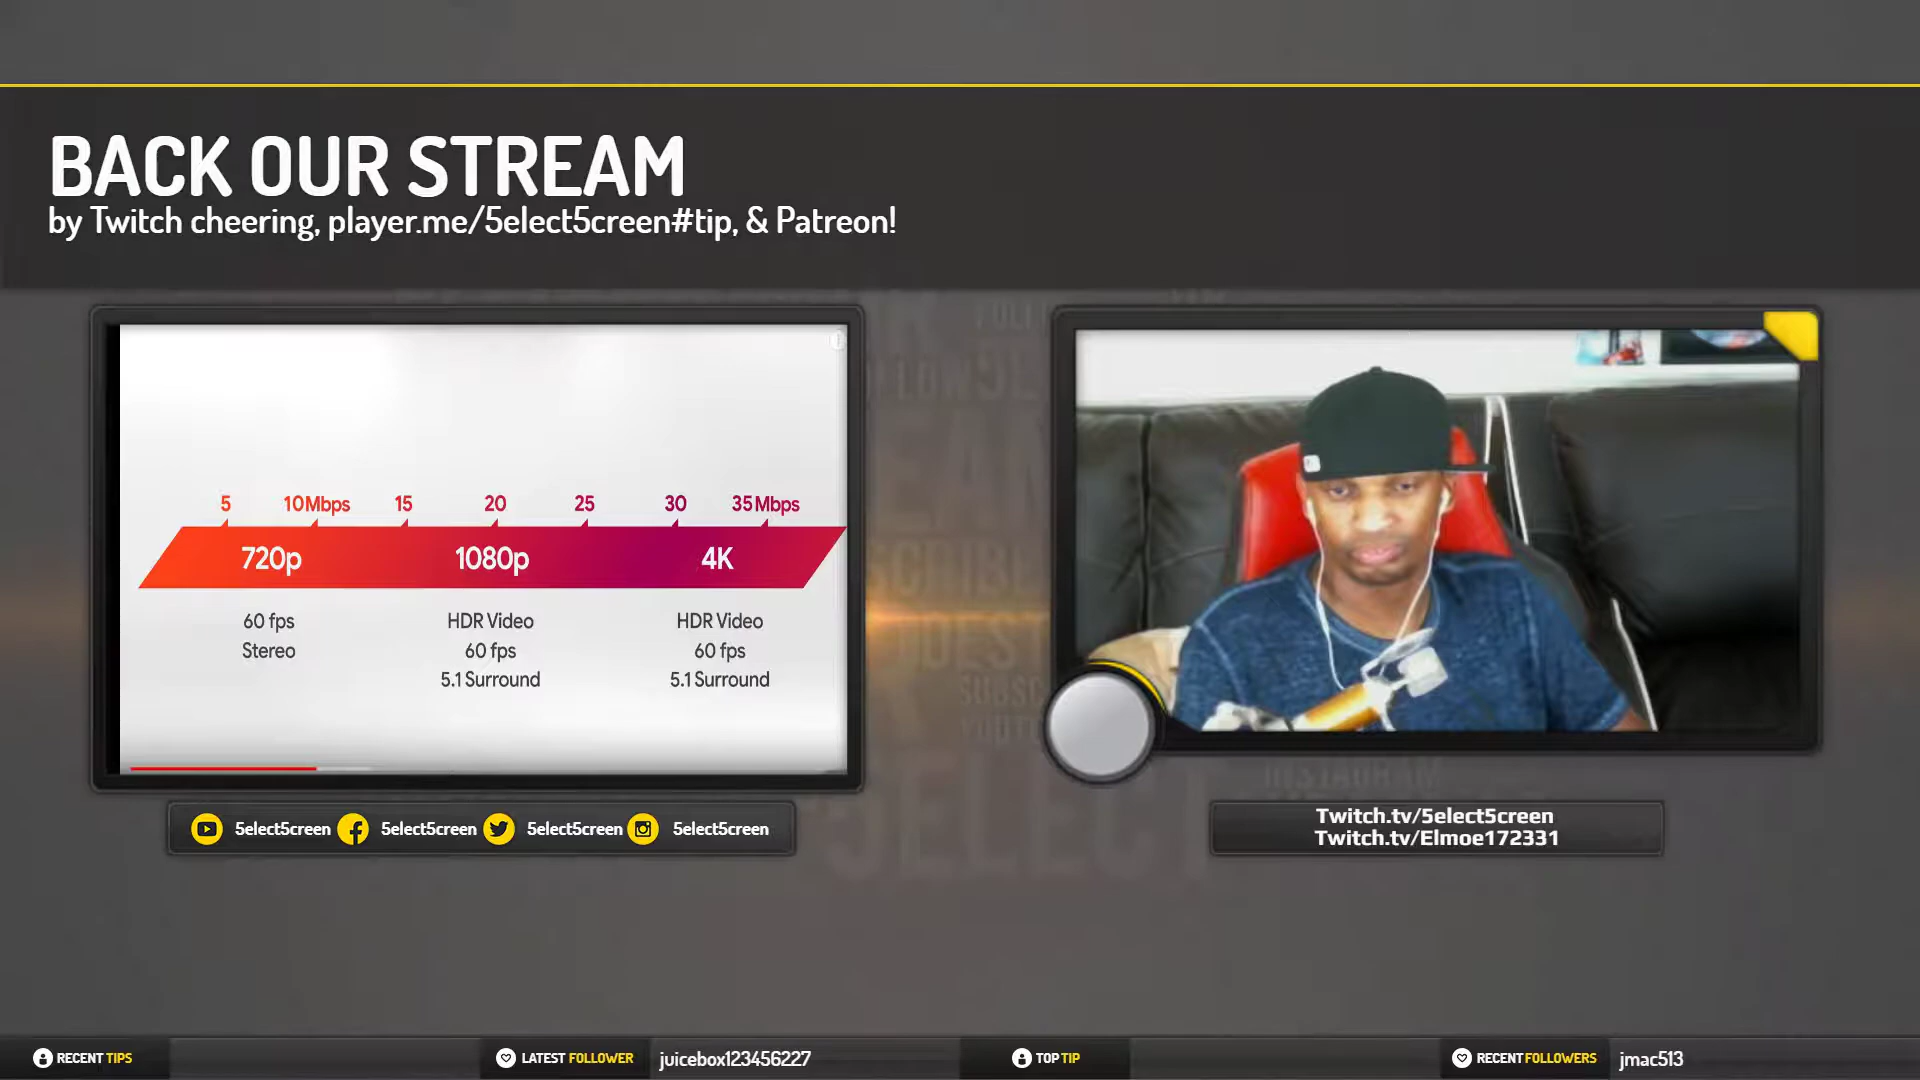 BACK OUR STREAM
by Twitch cheering, player.me/5elect5creen#tip, & Patreon!
5 10Mbps 15 20 25 30 35Mbps
720p 1080p 4K
60 fps HDR Video HDR Video
Stereo 60 fps 60 fps
5.1 Surround 5.1 Surround
5elect5creen 5elect5creen 5elect5creen 5elect5creen
Twitch.tv/5elect5creen
Twitch.tv/Elmoe172331
RECENT TIPS LATEST FOLLOWER juicebox123456227 TOP TIP RECENT FOLLOWERS jmac513